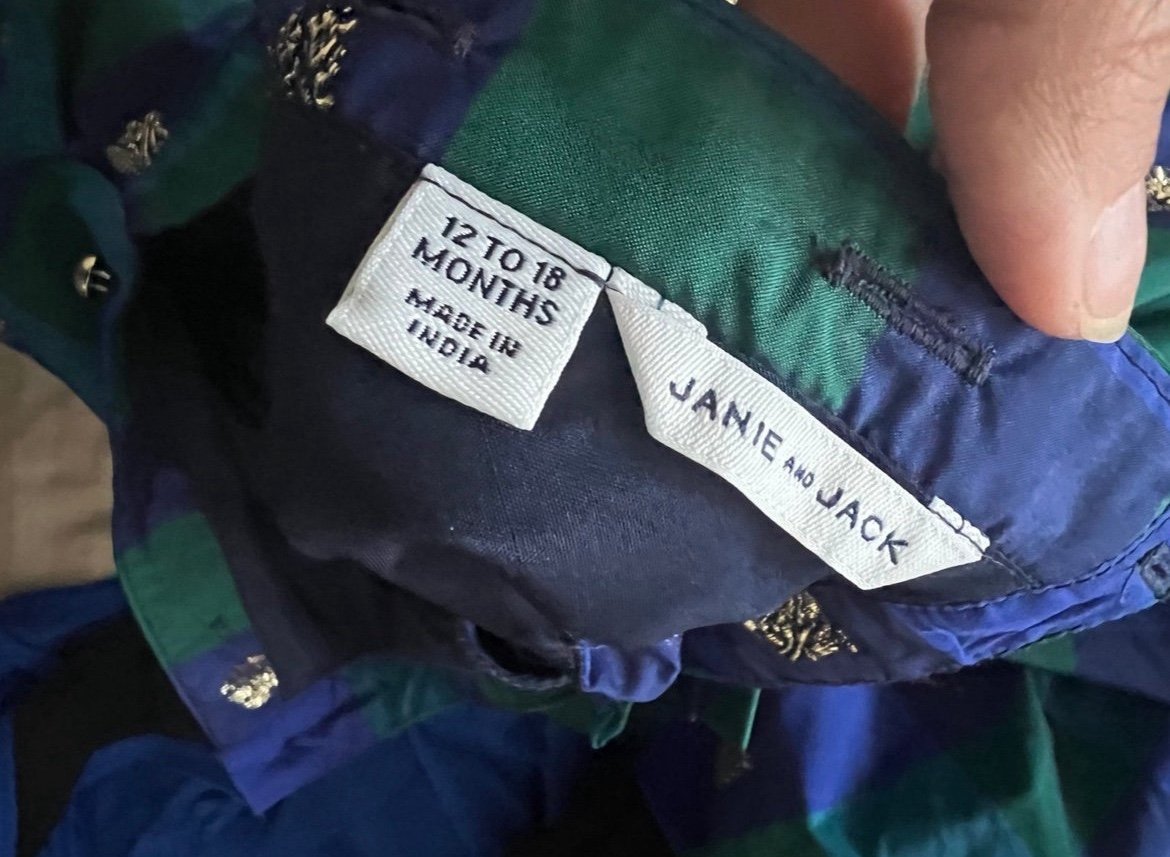 12 TO 18
MONTHS
MADE IN
INDIA
JANIE AND JACK